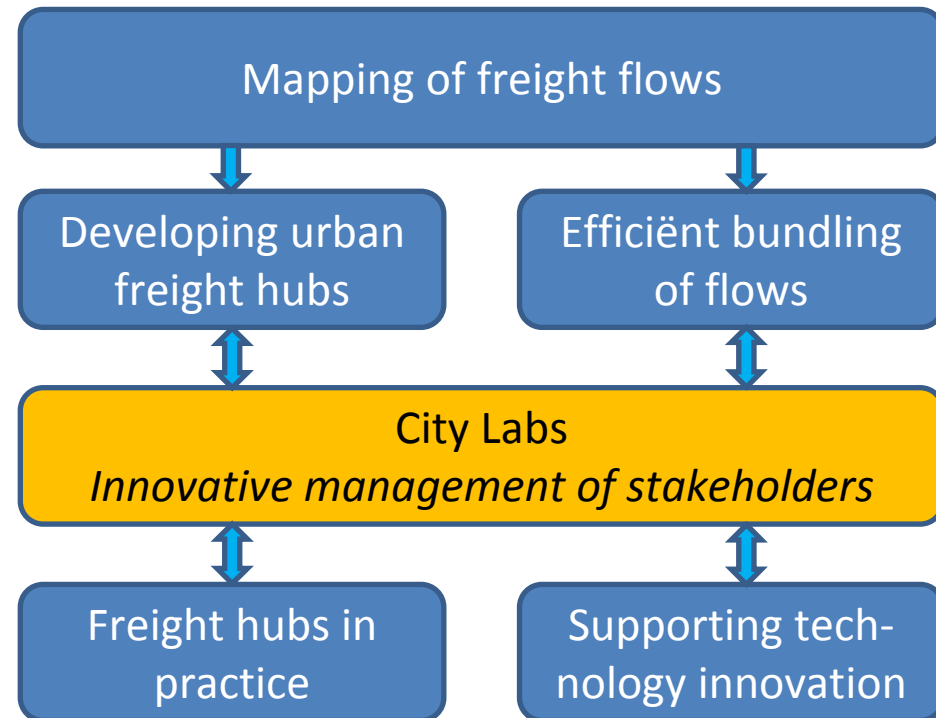 Mapping of freight flows
Developing urban
freight hubs
Efficiënt bundling
of flows
City Labs
Innovative management of stakeholders
Freight hubs in
practice
Supporting tech-
nology innovation